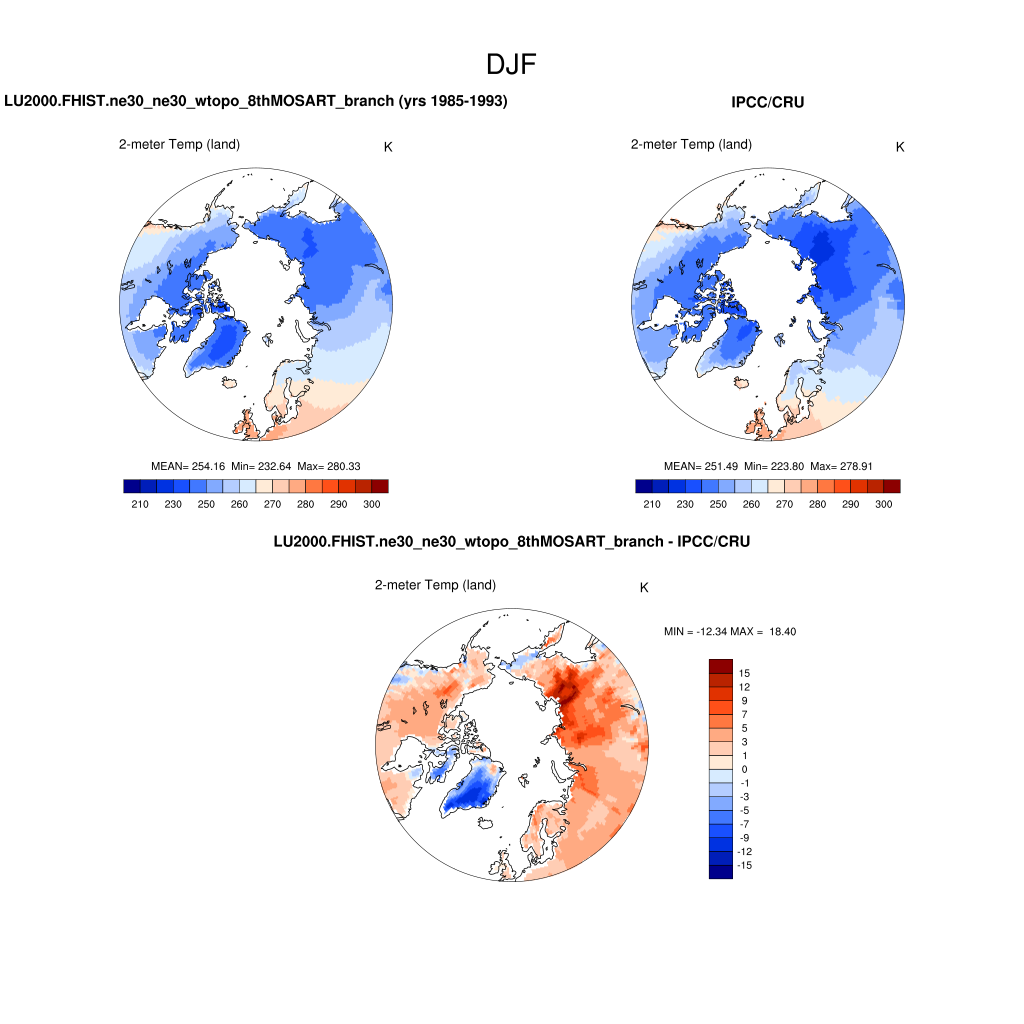 DJF
LU2000.FHIST.ne30_ne30_wtopo_8thMOSART_branch (yrs 1985-1993)
IPCC/CRU
2-meter Temp (land)
K
2-meter Temp (land)
K
MEAN= 254.16 Min= 232.64 Max= 280.33
MEAN= 251.49 Min= 223.80 Max= 278.91
210 230 250 260 270 280 290 300
210 230 250 260 270 280 290 300
LU2000.FHIST.ne30_ne30_wtopo_8thMOSART_branch - IPCC/CRU
2-meter Temp (land)
K
MIN = -12.34 MAX = 18.40
15
12
9
7
5
3
1
0
-1
-3
-5
-7
-9
-12
-15